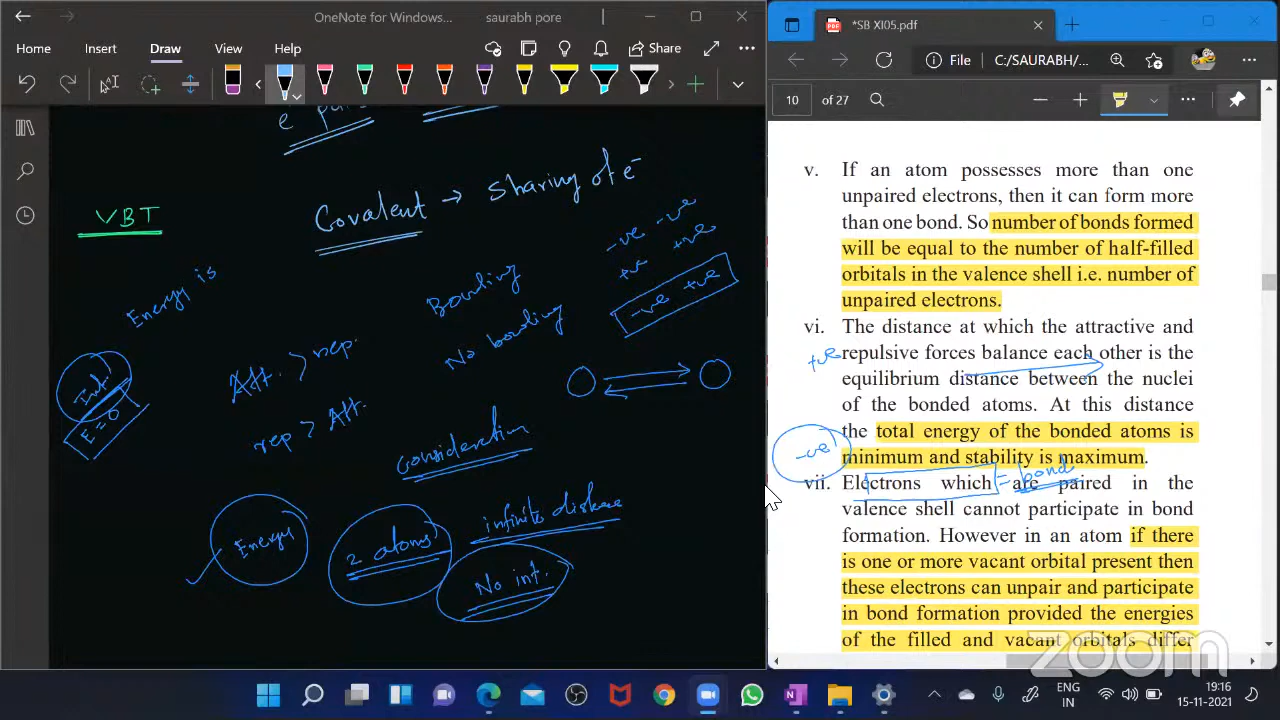 OneNote for Windows...
saurabh pore
*SB XI05.pdf
Home Insert Draw View Help
Share
File C:/SAURABH/...
10 of 27
Covalent → sharing of e⁻
VBT
-ve -ve
+ve +ve
-ve +ve
Energy is
Bonding
No bonding
Att. > rep.
rep > Att.
Int.
E=0
consideration
Energy
2 atoms
infinite distance
No int.
v. If an atom possesses more than one
unpaired electrons, then it can form more
than one bond. So number of bonds formed
will be equal to the number of half-filled
orbitals in the valence shell i.e. number of
unpaired electrons.
vi. The distance at which the attractive and
+ve
repulsive forces balance each other is the
equilibrium distance between the nuclei
of the bonded atoms. At this distance
the total energy of the bonded atoms is
-ve
minimum and stability is maximum.
= bond
vii. Electrons which are paired in the
valence shell cannot participate in bond
formation. However in an atom if there
is one or more vacant orbital present then
these electrons can unpair and participate
in bond formation provided the energies
of the filled and vacant orbitals differ
zoom
ENG
IN
19:16
15-11-2021